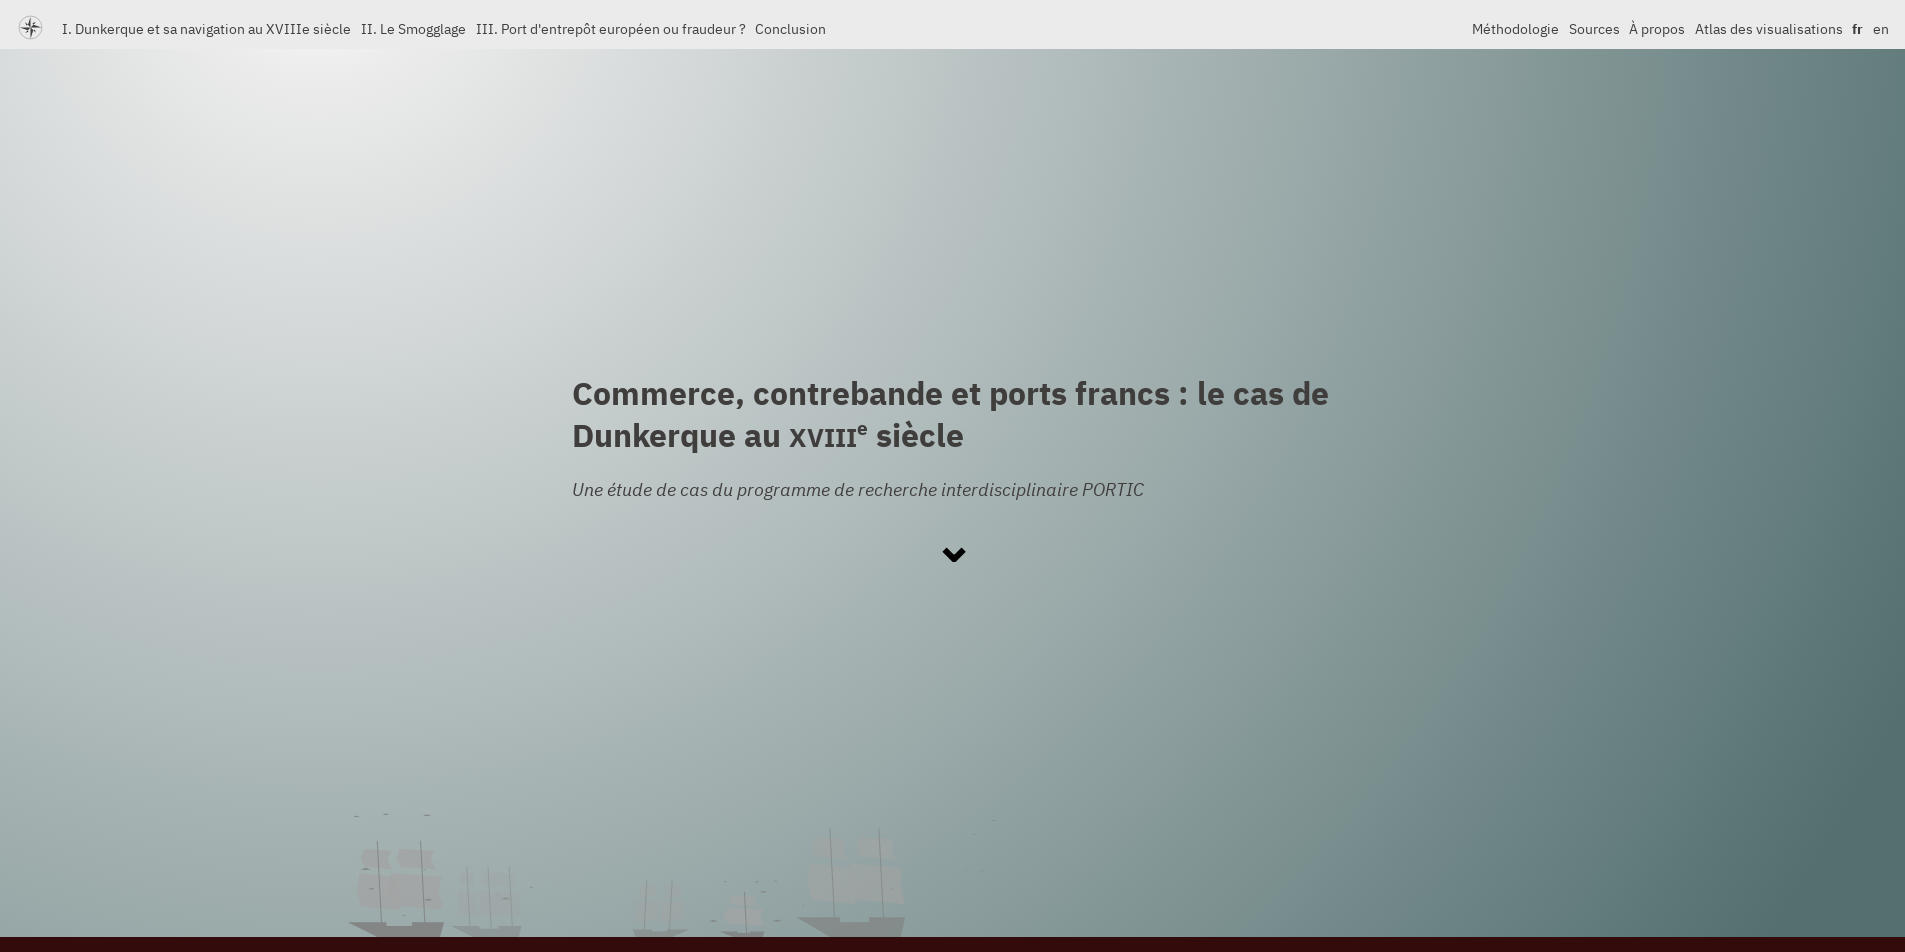 I. Dunkerque et sa navigation au XVIIIe siècle II. Le Smogglage III. Port d'entrepôt européen ou fraudeur ? Conclusion Méthodologie Sources À propos Atlas des visualisations fr en
Commerce, contrebande et ports francs : le cas de
Dunkerque au XVIIIe siècle
Une étude de cas du programme de recherche interdisciplinaire PORTIC